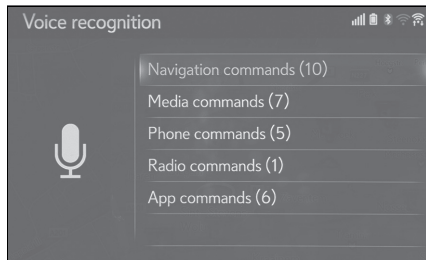 Voice recognition
Navigation commands (10)
Media commands (7)
Phone commands (5)
Radio commands (1)
App commands (6)